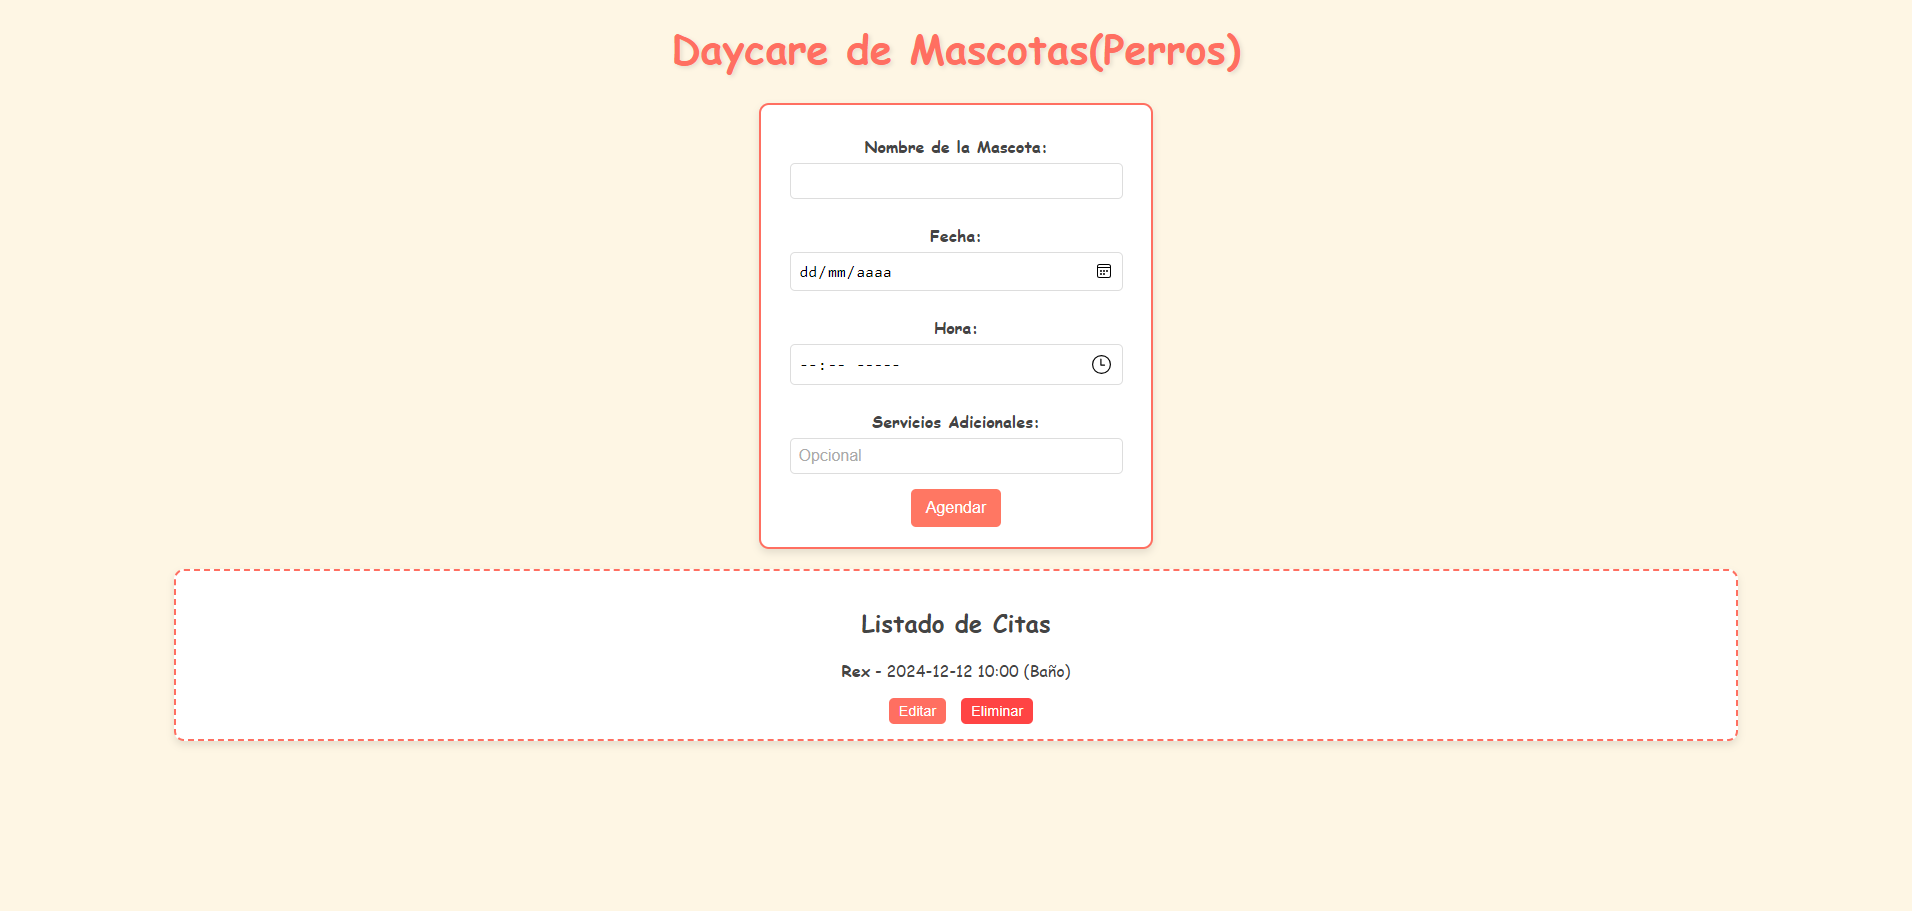 Daycare de Mascotas(Perros)
Nombre de la Mascota:
Fecha:
dd/mm/aaaa
Hora:
--:-- -----
Servicios Adicionales:
Opcional
Agendar
Listado de Citas
Rex - 2024-12-12 10:00 (Baño)
Editar Eliminar